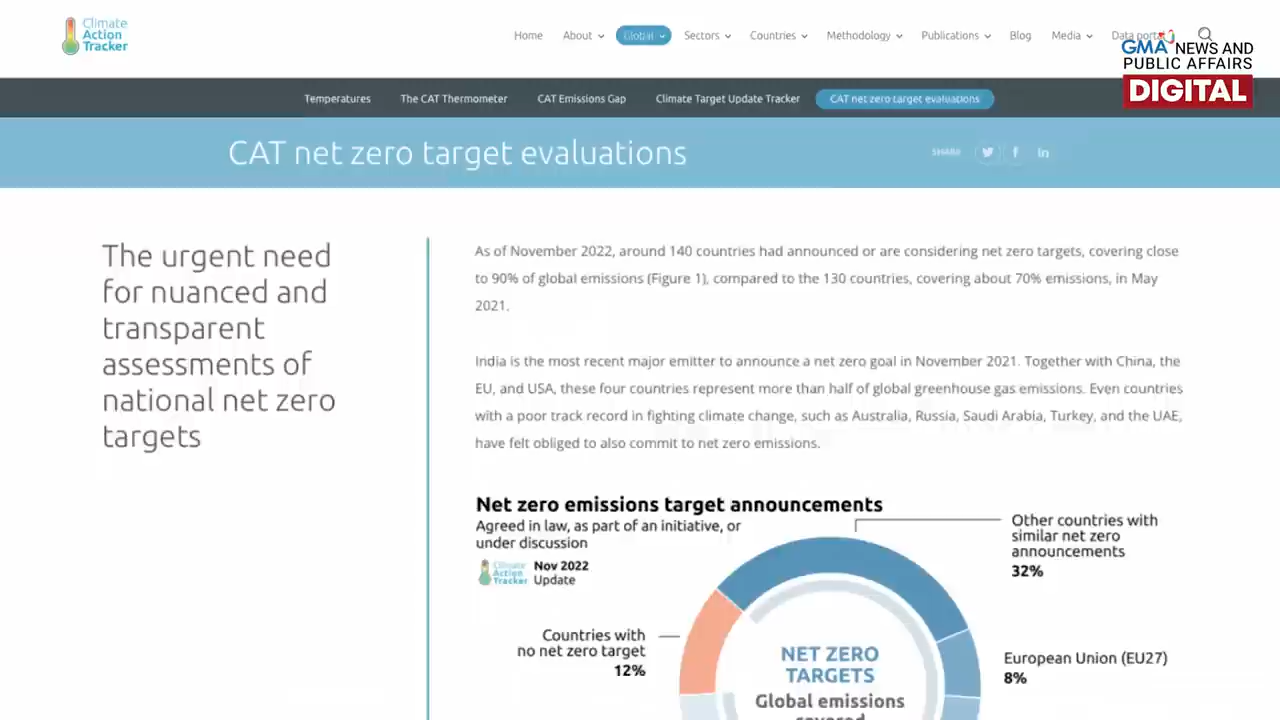 Climate
Action
Tracker
Home About Global Sectors Countries Methodology Publications Blog Media Data portal
GMA NEWS AND
PUBLIC AFFAIRS
DIGITAL
Temperatures The CAT Thermometer CAT Emissions Gap Climate Target Update Tracker CAT net zero target evaluations
CAT net zero target evaluations
SHARE
The urgent need
for nuanced and
transparent
assessments of
national net zero
targets
As of November 2022, around 140 countries had announced or are considering net zero targets, covering close
to 90% of global emissions (Figure 1), compared to the 130 countries, covering about 70% emissions, in May
2021.
India is the most recent major emitter to announce a net zero goal in November 2021. Together with China, the
EU, and USA, these four countries represent more than half of global greenhouse gas emissions. Even countries
with a poor track record in fighting climate change, such as Australia, Russia, Saudi Arabia, Turkey, and the UAE,
have felt obliged to also commit to net zero emissions.
Net zero emissions target announcements
Agreed in law, as part of an initiative, or
under discussion
Climate
Action
Tracker
Nov 2022
Update
Other countries with
similar net zero
announcements
32%
Countries with
no net zero target
12%
NET ZERO
TARGETS
Global emissions
covered
European Union (EU27)
8%